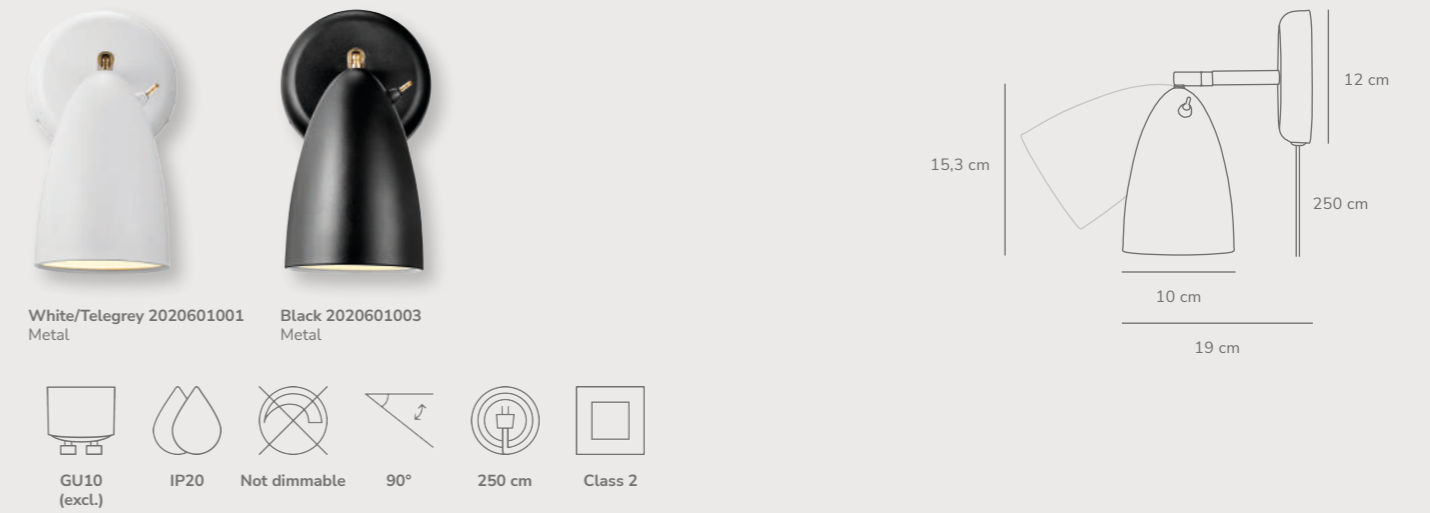 White/Telegrey 2020601001
Metal
Black 2020601003
Metal
GU10
(excl.)
IP20
Not dimmable
90°
250 cm
Class 2
15,3 cm
12 cm
250 cm
10 cm
19 cm